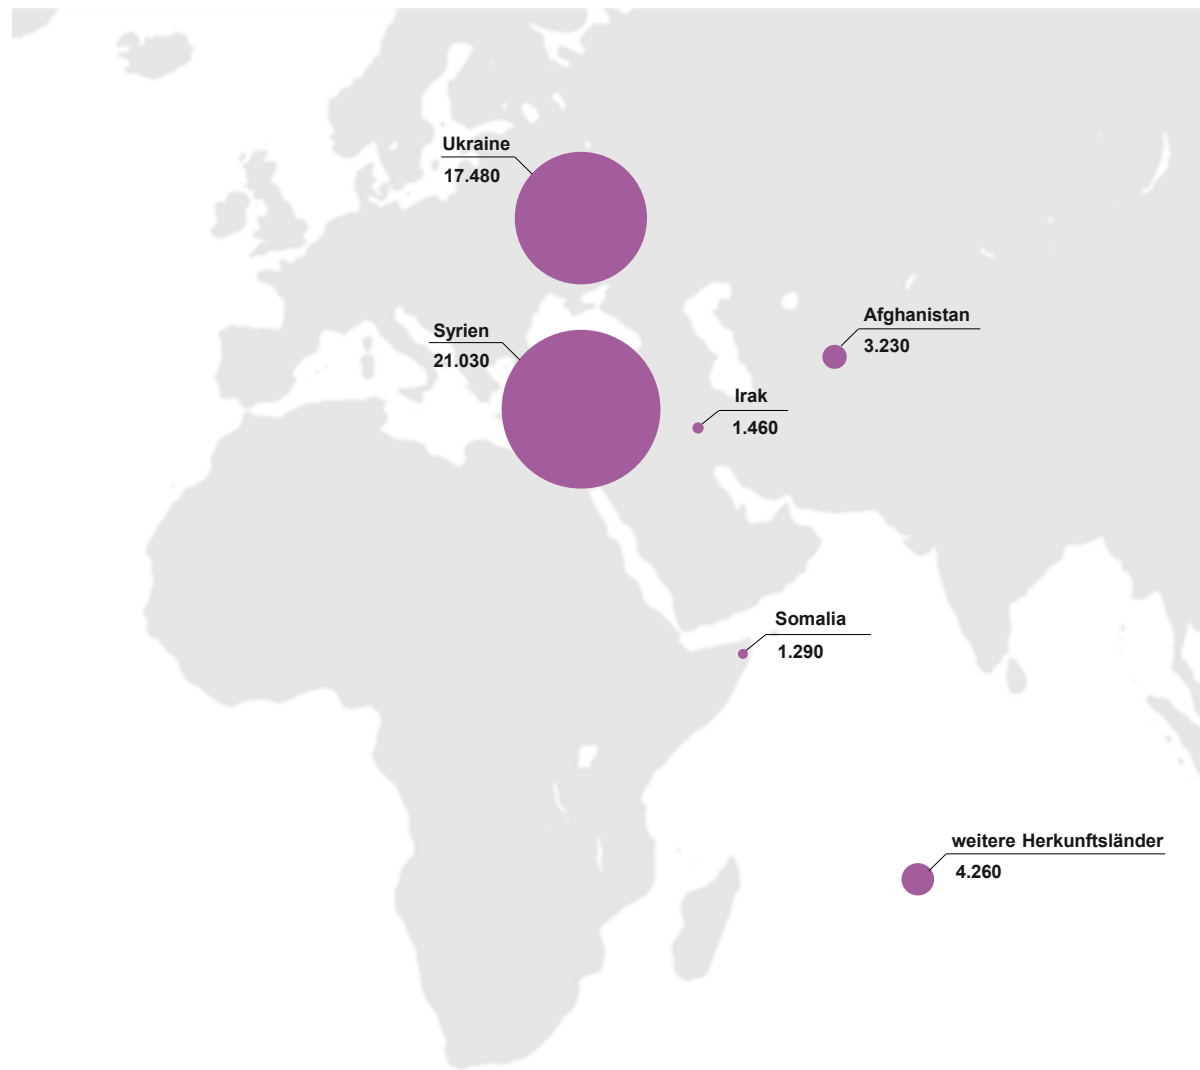 Ukraine
17.480
Syrien
21.030
Afghanistan
3.230
Irak
1.460
Somalia
1.290
weitere Herkunftsländer
4.260